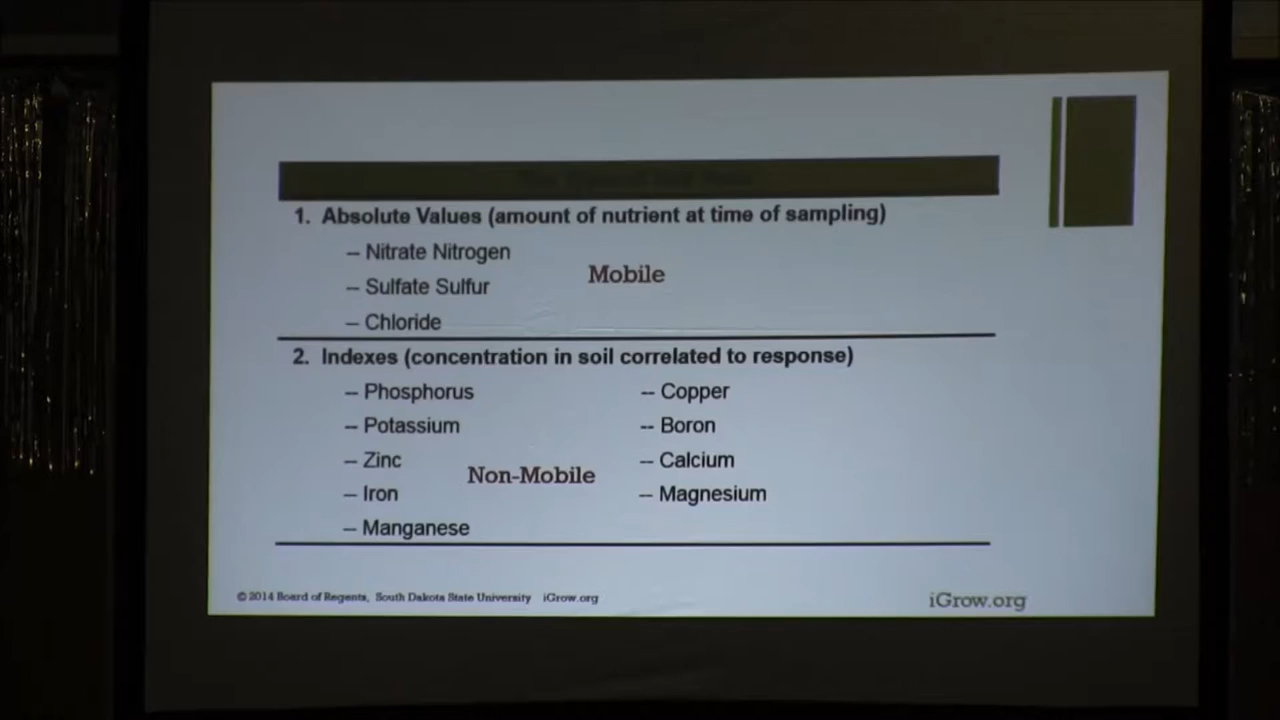 1. Absolute Values (amount of nutrient at time of sampling)
– Nitrate Nitrogen
– Sulfate Sulfur
– Chloride
Mobile
2. Indexes (concentration in soil correlated to response)
– Phosphorus
– Potassium
– Zinc
– Iron
– Manganese
Non-Mobile
-- Copper
-- Boron
– Calcium
– Magnesium
© 2014 Board of Regents, South Dakota State University iGrow.org
iGrow.org